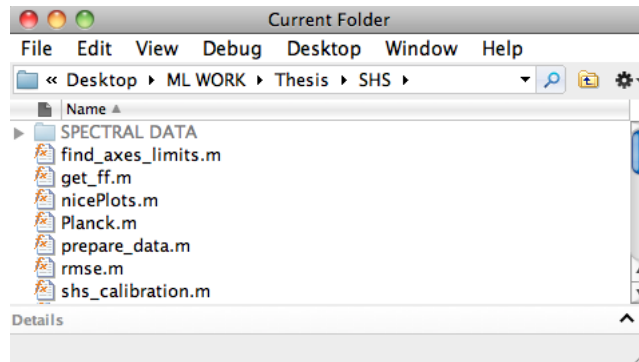 Current Folder
File Edit View Debug Desktop Window Help
« Desktop ▸ ML WORK ▸ Thesis ▸ SHS ▸
Name
SPECTRAL DATA
find_axes_limits.m
get_ff.m
nicePlots.m
Planck.m
prepare_data.m
rmse.m
shs_calibration.m
Details